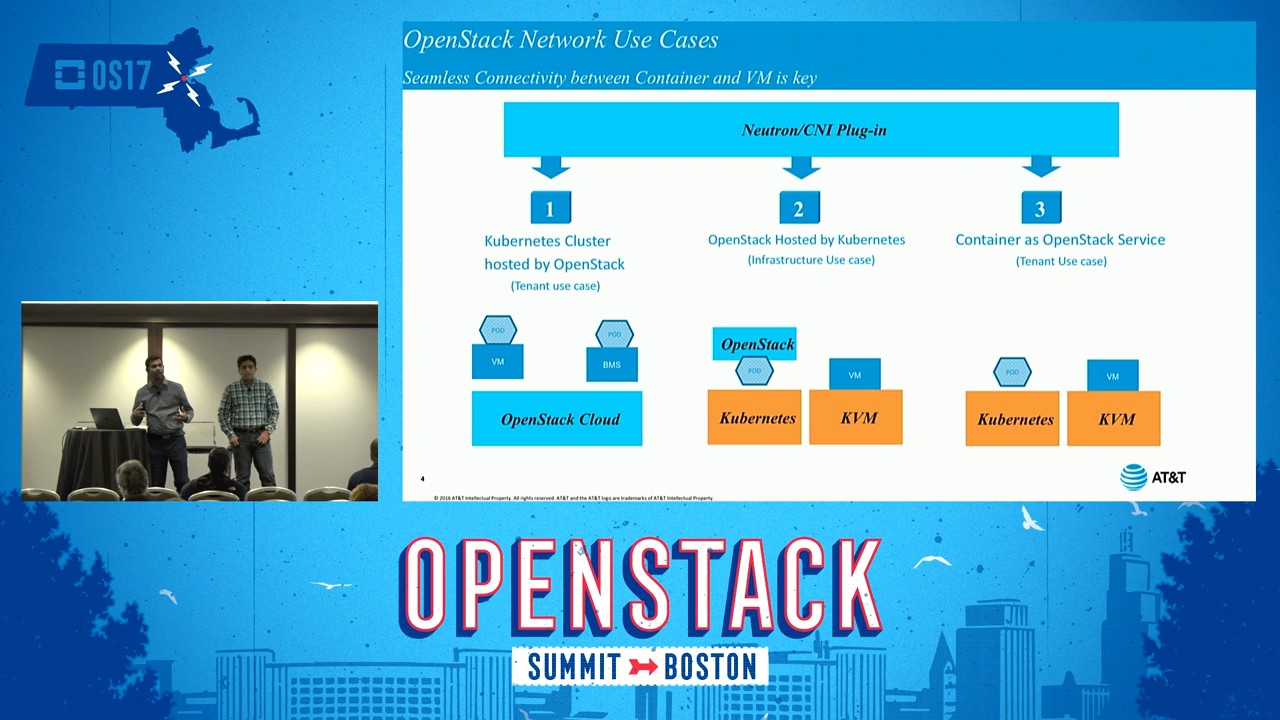 OS17
OpenStack Network Use Cases
Seamless Connectivity between Container and VM is key
Neutron/CNI Plug-in
1
2
3
Kubernetes Cluster
hosted by OpenStack
(Tenant use case)
OpenStack Hosted by Kubernetes
(Infrastructure Use case)
Container as OpenStack Service
(Tenant Use case)
POD
VM
POD
BMS
OpenStack Cloud
OpenStack
POD
VM
Kubernetes
KVM
POD
VM
Kubernetes
KVM
4
AT&T
© 2016 AT&T Intellectual Property. All rights reserved. AT&T and the AT&T logo are trademarks of AT&T Intellectual Property.
OPENSTACK
SUMMIT BOSTON